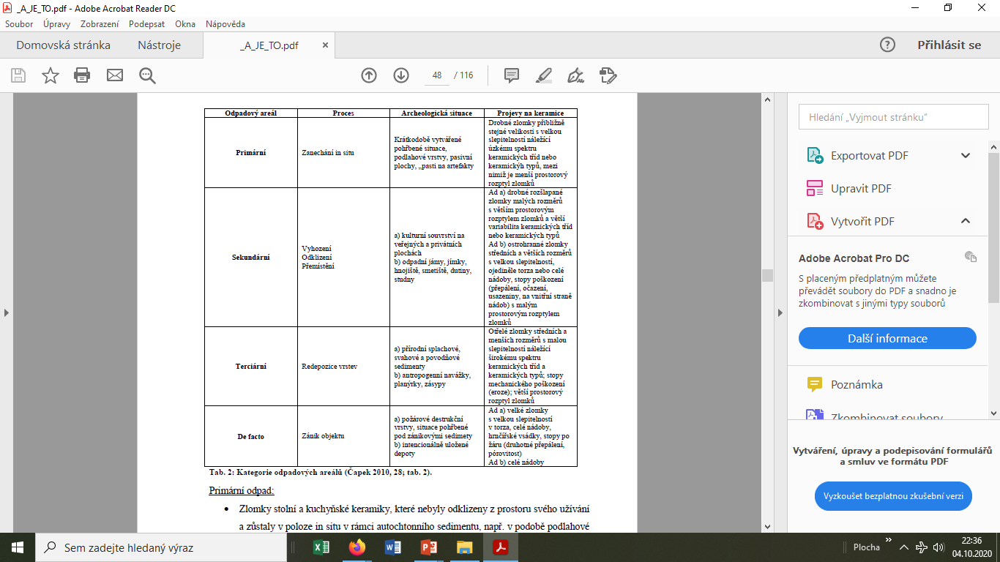 _A_JE_TO.pdf - Adobe Acrobat Reader DC
Soubor Úpravy Zobrazení Podepsat Okna Nápověda
Domovská stránka Nástroje _A_JE_TO.pdf × Přihlásit se
48 / 116
Odpadový areál Proces Archeologická situace Projevy na keramice
Primární
Zanechání in situ
Krátkodobě vytvářené
pohřbené situace,
podlahové vrstvy, pasivní
plochy, „pasti na artefakty
Drobné zlomky přibližně
stejné velikosti s velkou
slepitelností náležící
úzkému spektru
keramických tříd nebo
keramickýh typů, mezi
nimiž je menší prostorový
rozptyl zlomků
Sekundární
Vyhození
Odklizení
Přemístění
a) kulturní souvrství na
veřejných a privátních
plochách
b) odpadní jámy, jímky,
hnojiště, smetiště, dutiny,
studny
Ad a) drobné rozšlapané
zlomky malých rozměrů
s větším prostorovým
rozptylem zlomků a větší
variabilita keramických tříd
nebo keramických typů
Ad b) ostrohranné zlomky
středních a větších rozměrů
s velkou slepitelností,
ojediněle torza nebo celé
nádoby, stopy poškození
(přepálení, očazení,
usazeniny, na vnitřní straně
nádob) s malým
prostorovým rozptylem
zlomků
Terciární
Redepozice vrstev
a) přírodní splachové,
svahové a povodňové
sedimenty
b) antropogenní navážky,
planýrky, zásypy
Otřelé zlomky středních a
menších rozměrů s malou
slepitelností náležící
širokému spektru
keramických tříd a
keramických typů; stopy
mechanického poškození
(eroze); větší prostorový
rozptyl zlomků
De facto
Zánik objektu
a) požárové destrukční
vrstvy, situace pohřbené
pod zánikovými sedimety
b) intencionálně uložené
depoty
Ad a) velké zlomky
s velkou slepitelností
v torza, celé nádoby,
hrnčířské vsádky, stopy po
žáru (druhotné přepálení,
pórovitost)
Ad b) celé nádoby
Tab. 2: Kategorie odpadových areálů (Čapek 2010, 28; tab. 2).
Primární odpad:
• Zlomky stolní a kuchyňské keramiky, které nebyly odklizeny z prostoru svého užívání
a zůstaly v poloze in situ v rámci autochtonního sedimentu, např. v podobě podlahové
Hledání „Vyjmout stránku"
Exportovat PDF
Upravit PDF
Vytvořit PDF
Adobe Acrobat Pro DC
S placeným předplatným můžete
převádět soubory do PDF a snadno je
zkombinovat s jinými typy souborů
Další informace
Poznámka
Zkombinovat soubory
Vytváření, úpravy a podepisování formulářů
a smluv ve formátu PDF
Vyzkoušet bezplatnou zkušební verzi
Sem zadejte hledaný výraz
Plocha »
22:36
04.10.2020